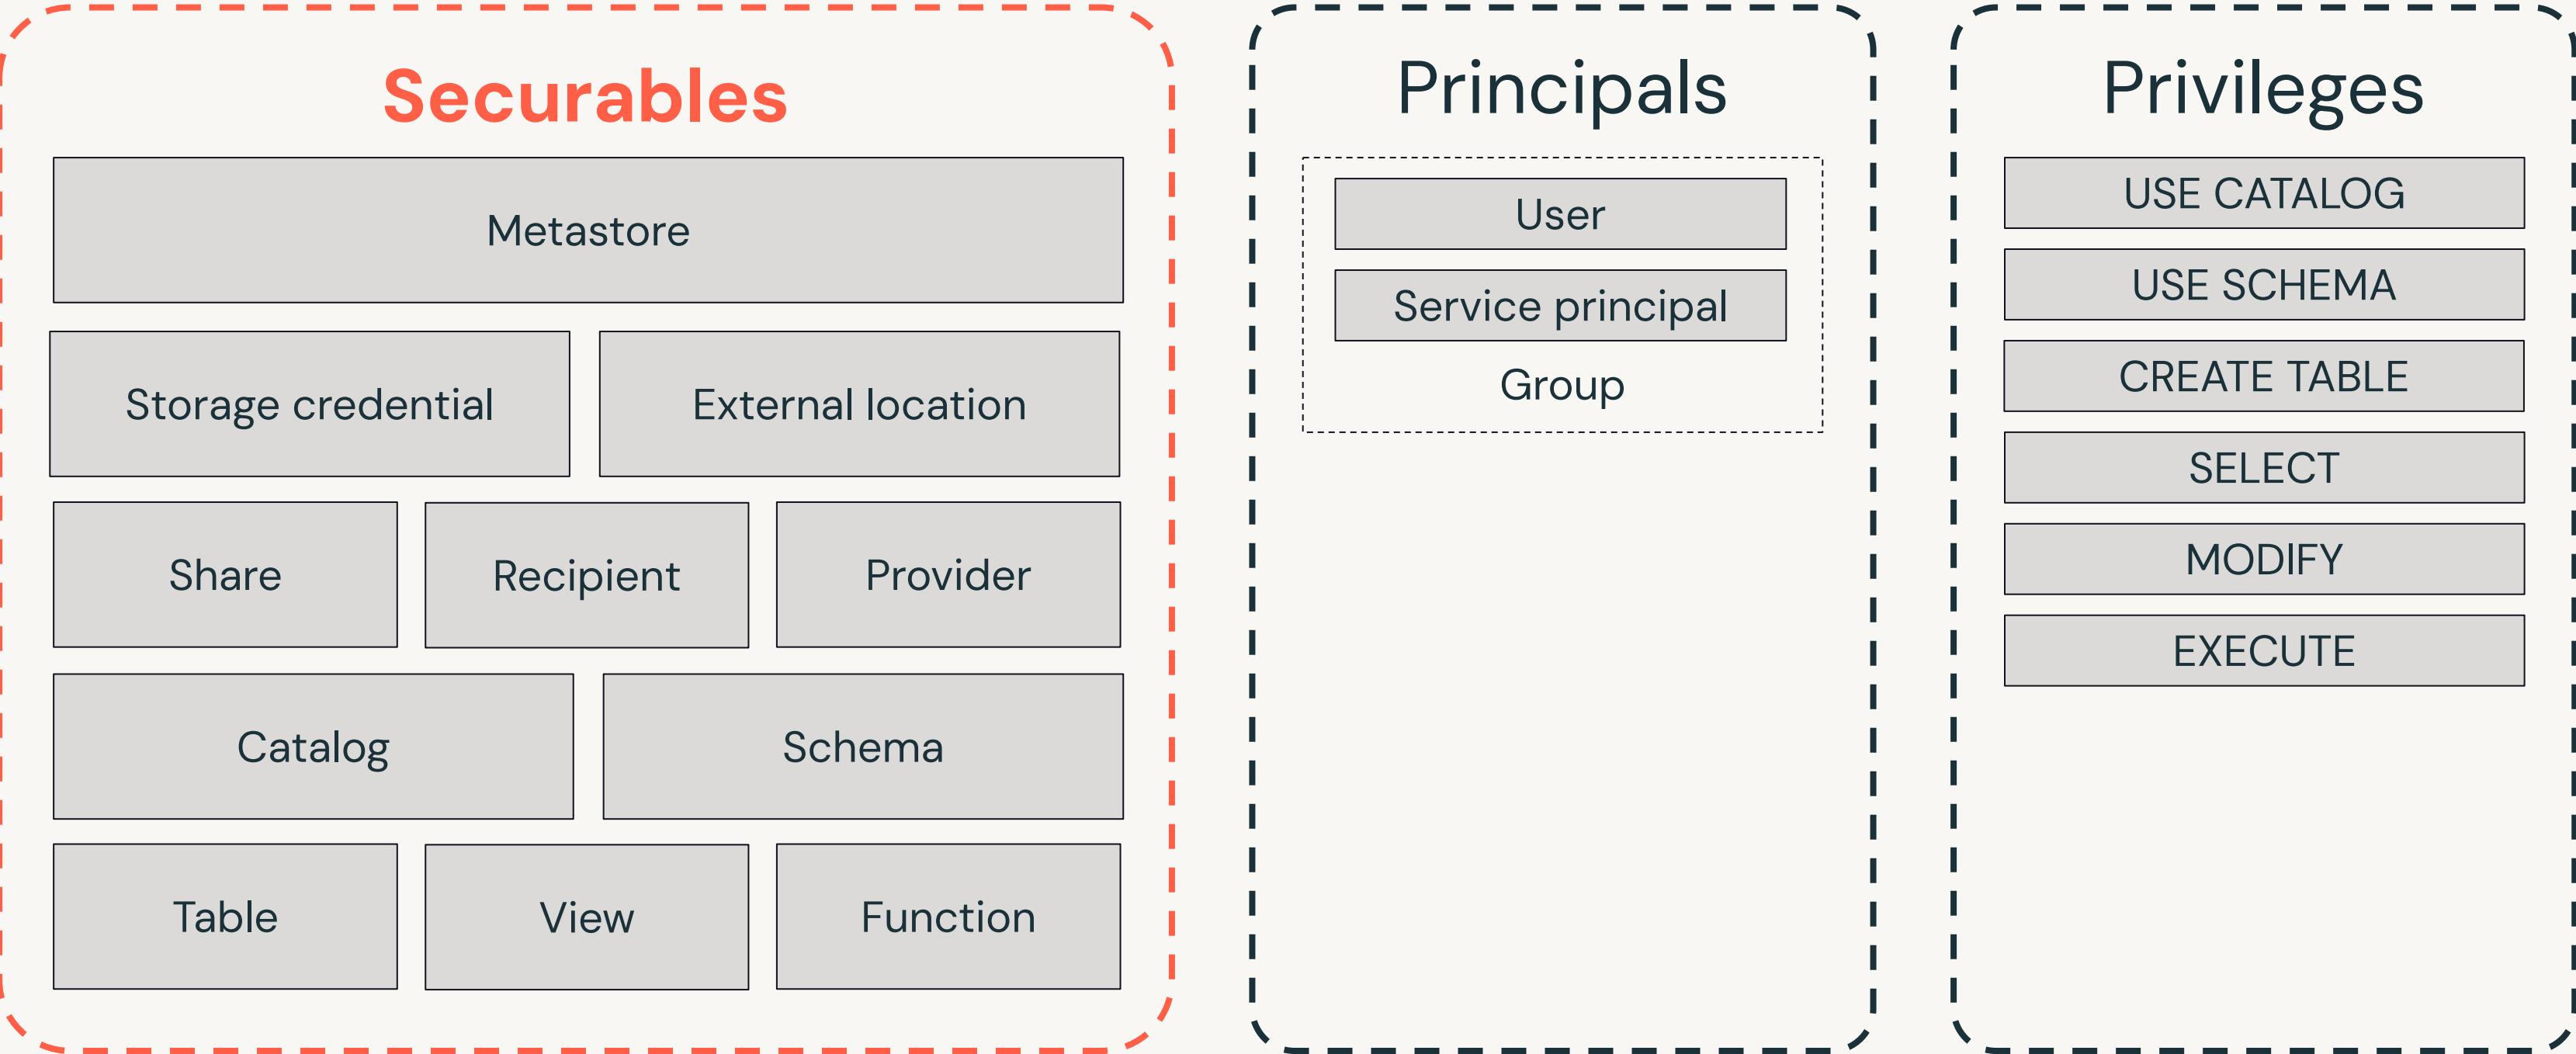 Securables
Metastore
Storage credential
External location
Share
Recipient
Provider
Catalog
Schema
Table
View
Function
Principals
User
Service principal
Group
Privileges
USE CATALOG
USE SCHEMA
CREATE TABLE
SELECT
MODIFY
EXECUTE